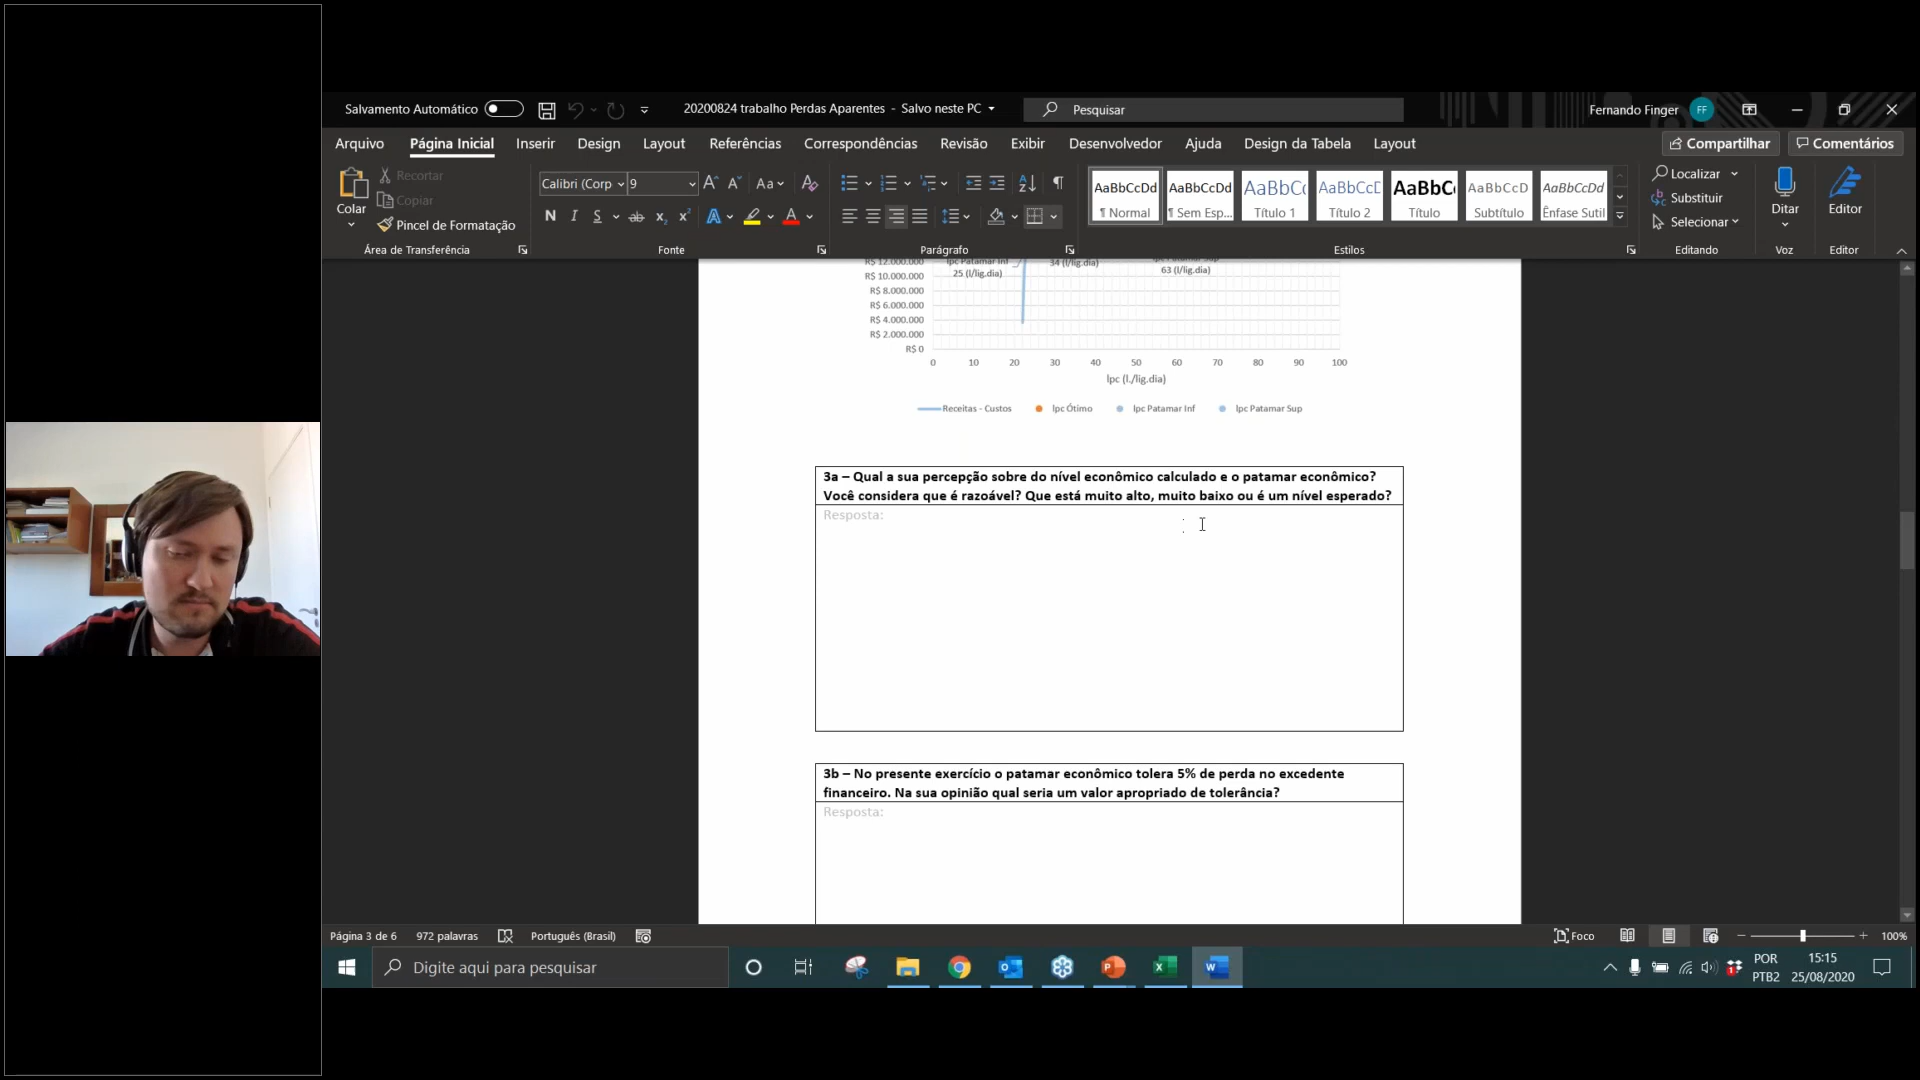 Salvamento Automático
20200824 trabalho Perdas Aparentes - Salvo neste PC
Pesquisar
Fernando Finger
FF
Arquivo
Página Inicial
Inserir
Design
Layout
Referências
Correspondências
Revisão
Exibir
Desenvolvedor
Ajuda
Design da Tabela
Layout
Compartilhar
Comentários
Colar
Recortar
Copiar
Pincel de Formatação
Área de Transferência
Calibri (Corp
9
Fonte
Parágrafo
AaBbCcDd
¶ Normal
AaBbCcDd
¶ Sem Esp...
AaBbCc
Título 1
AaBbCcD
Título 2
AaBbC
Título
AaBbCcD
Subtítulo
AaBbCcDd
Ênfase Sutil
Estilos
Localizar
Substituir
Selecionar
Editando
Ditar
Voz
Editor
Editor
R$ 12.000.000
R$ 10.000.000
R$ 8.000.000
R$ 6.000.000
R$ 4.000.000
R$ 2.000.000
R$ 0
Ipc Patamar Inf
25 (l/lig.dia)
34 (l/lig.dia)
Ipc Patamar Sup
63 (l/lig.dia)
0 10 20 30 40 50 60 70 80 90 100
Ipc (l./lig.dia)
Receitas - Custos Ipc Ótimo Ipc Patamar Inf Ipc Patamar Sup
3a – Qual a sua percepção sobre do nível econômico calculado e o patamar econômico?
Você considera que é razoável? Que está muito alto, muito baixo ou é um nível esperado?
Resposta:
3b – No presente exercício o patamar econômico tolera 5% de perda no excedente
financeiro. Na sua opinião qual seria um valor apropriado de tolerância?
Resposta:
Página 3 de 6
972 palavras
Português (Brasil)
Foco
100%
Digite aqui para pesquisar
POR
PTB2
15:15
25/08/2020